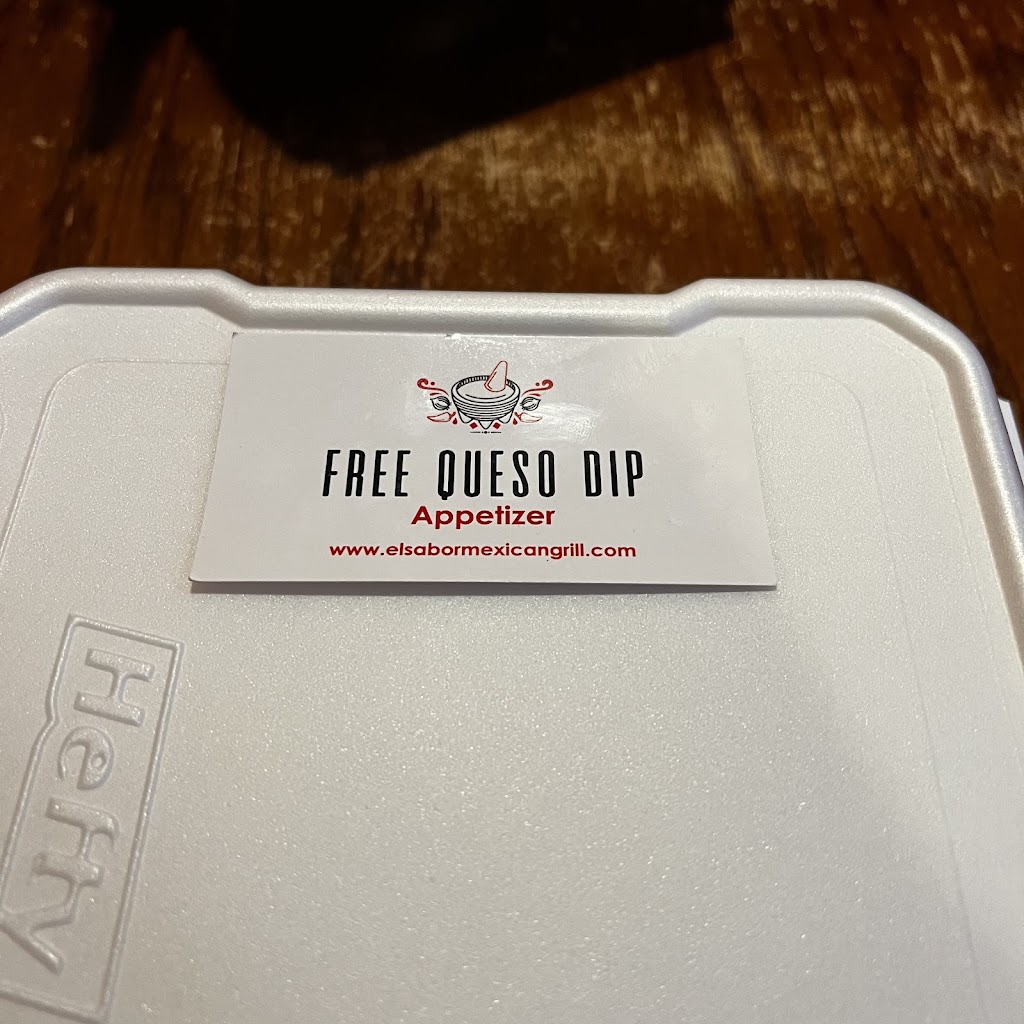 FREE QUESO DIP
Appetizer
www.elsabormexicangrill.com
Hefty